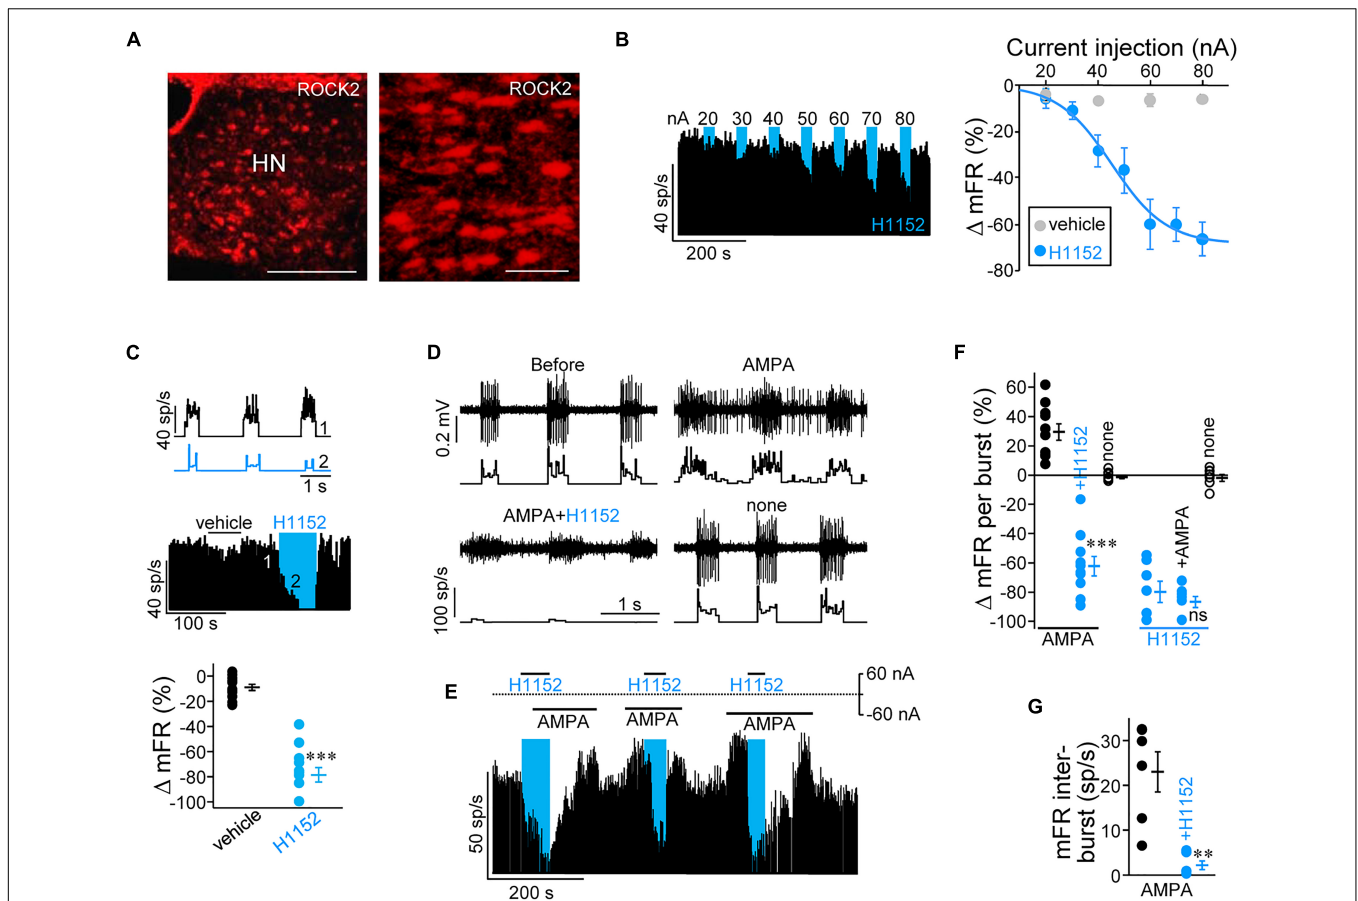 A
ROCK2
HN
ROCK2
B
nA 20 30 40 50 60 70 80
40 sp/s
H1152
200 s
Current injection (nA)
20 40 60 80
0
-20
-40
-60
-80
Δ mFR (%)
vehicle
H1152
C
40 sp/s
1
2
1 s
vehicle
H1152
1
2
40 sp/s
100 s
0
-20
-40
-60
-80
-100
Δ mFR (%)
***
vehicle
H1152
D
Before
AMPA
0.2 mV
AMPA+H1152
none
100 sp/s
1 s
E
H1152
H1152
H1152
60 nA
-60 nA
AMPA
AMPA
AMPA
50 sp/s
200 s
F
60
40
20
0
-20
-40
-60
-80
-100
Δ mFR per burst (%)
+H1152
none
none
***
+AMPA
ns
AMPA
H1152
G
30
20
10
0
mFR inter-
burst (sp/s)
+H1152
**
AMPA